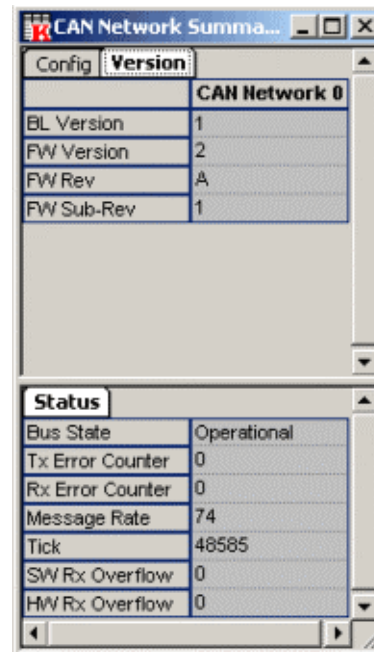 CAN Network Summa...
Config Version
CAN Network 0
BL Version 1
FW Version 2
FW Rev A
FW Sub-Rev 1
Status
Bus State Operational
Tx Error Counter 0
Rx Error Counter 0
Message Rate 74
Tick 48585
SW Rx Overflow 0
HW Rx Overflow 0